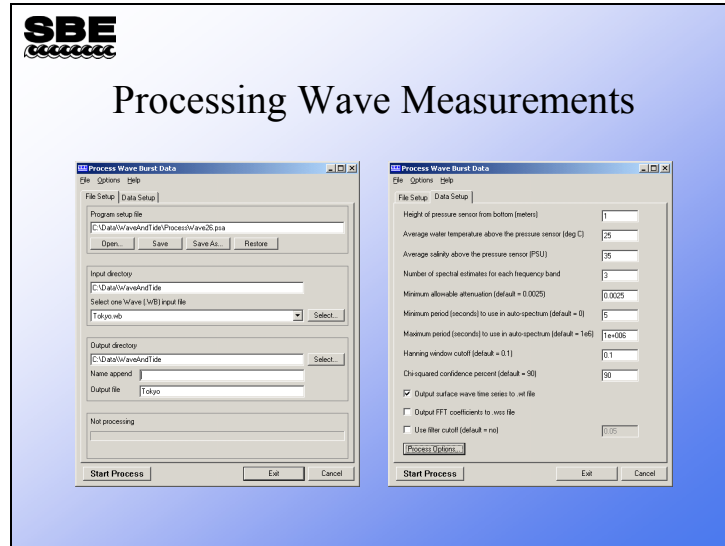 SBE
Processing Wave Measurements
Process Wave Burst Data
File Options Help
File Setup Data Setup
Program setup file
C:\Data\WaveAndTide\ProcessWave26.psa
Open... Save Save As... Restore
Input directory
C:\Data\WaveAndTide
Select one Wave (.WB) input file
Tokyo.wb Select...
Output directory
C:\Data\WaveAndTide Select...
Name append
Output file Tokyo
Not processing
Start Process Exit Cancel
Process Wave Burst Data
File Options Help
File Setup Data Setup
Height of pressure sensor from bottom (meters) 1
Average water temperature above the pressure sensor (deg C) 25
Average salinity above the pressure sensor (PSU) 35
Number of spectral estimates for each frequency band 3
Minimum allowable attenuation (default = 0.0025) 0.0025
Minimum period (seconds) to use in auto-spectrum (default = 0) 5
Maximum period (seconds) to use in auto-spectrum (default = 1e6) 1e+006
Hanning window cutoff (default = 0.1) 0.1
Chi-squared confidence percent (default = 90) 90
Output surface wave time series to .wt file
Output FFT coefficients to .wss file
Use filter cutoff (default = no) 0.05
Process Options...
Start Process Exit Cancel